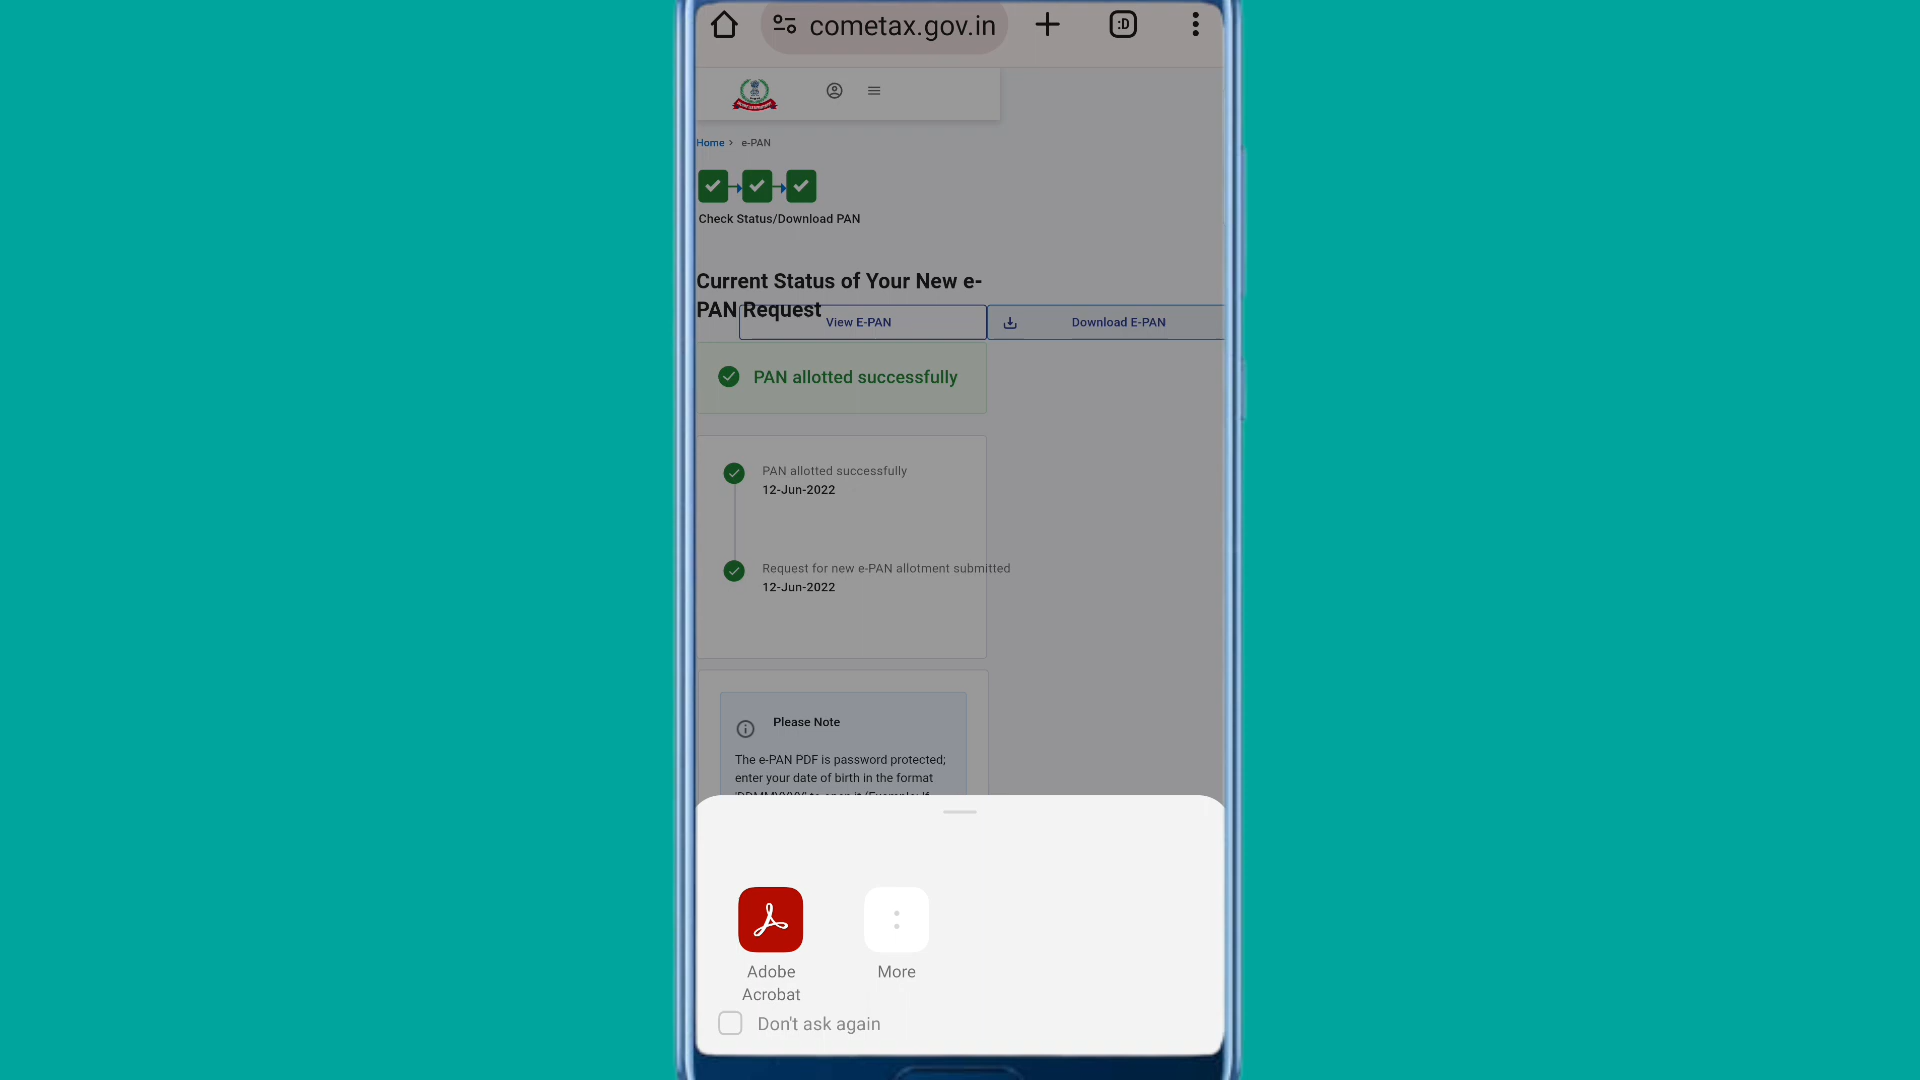 cometax.gov.in
:D
Home > e-PAN
Check Status/Download PAN
Current Status of Your New e-
PAN Request
View E-PAN
Download E-PAN
PAN allotted successfully
PAN allotted successfully
12-Jun-2022
Request for new e-PAN allotment submitted
12-Jun-2022
Please Note
The e-PAN PDF is password protected;
enter your date of birth in the format
Adobe
Acrobat
More
Don't ask again